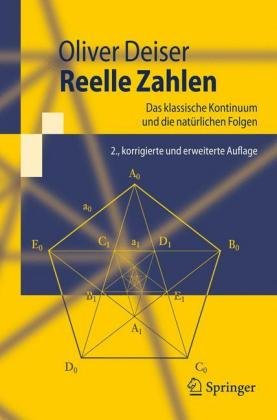 Oliver Deiser
Reelle Zahlen
Das klassische Kontinuum
und die natürlichen Folgen
2., korrigierte und erweiterte Auflage
A₀
a₀
E₀ C₁ a₁ D₁ B₀
B₁ E₁
A₁
D₀ C₀
Springer